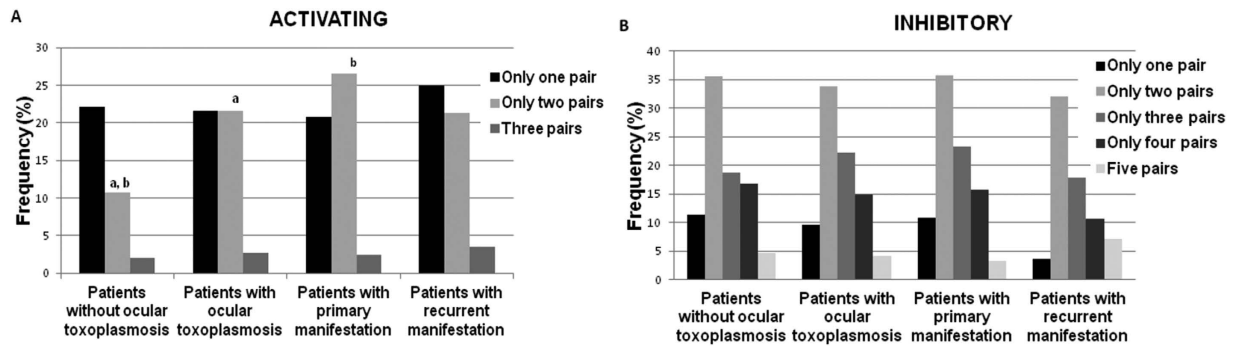 A
ACTIVATING
30
25
20
15
10
5
0
Frequency (%)
a, b
a
b
Only one pair
Only two pairs
Three pairs
Patients
without ocular
toxoplasmosis
Patients with
ocular
toxoplasmosis
Patients with
primary
manifestation
Patients with
recurrent
manifestation
B
INHIBITORY
40
35
30
25
20
15
10
5
0
Frequency (%)
Only one pair
Only two pairs
Only three pairs
Only four pairs
Five pairs
Patients
without ocular
toxoplasmosis
Patients with
ocular
toxoplasmosis
Patients with
primary
manifestation
Patients with
recurrent
manifestation